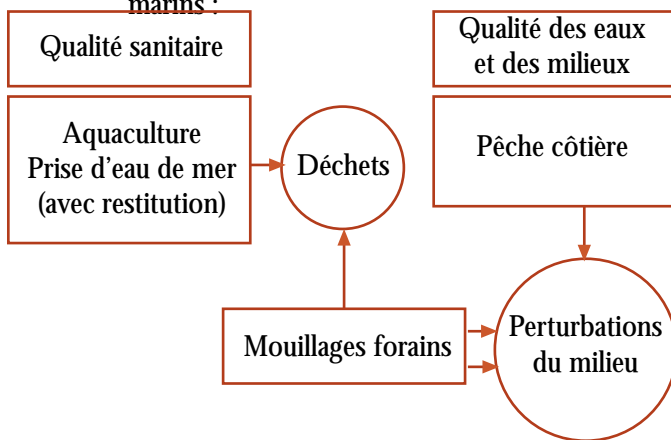 marins :
Qualité sanitaire
Qualité des eaux
et des milieux
Aquaculture
Prise d'eau de mer
(avec restitution)
Déchets
Pêche côtière
Mouillages forains
Perturbations
du milieu